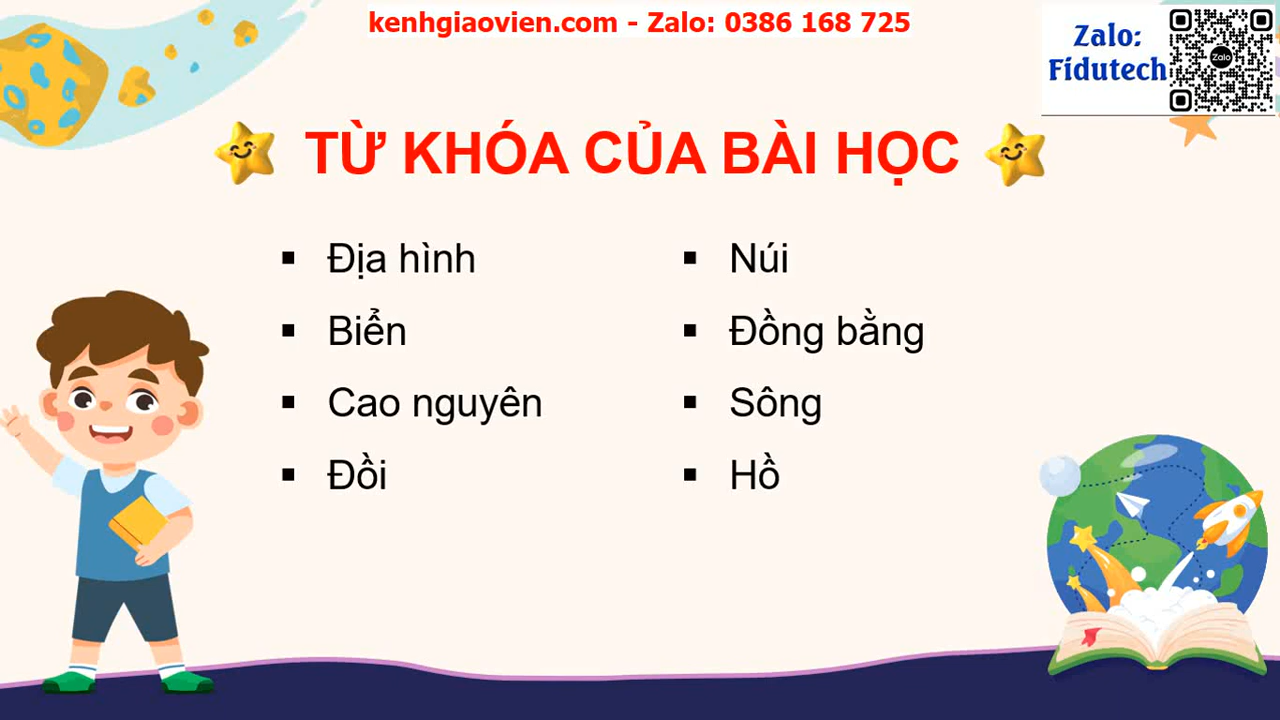 kenhgiaovien.com - Zalo: 0386 168 725
Zalo:
Fidutech
Zalo
TỪ KHÓA CỦA BÀI HỌC
▪ Địa hình
▪ Biển
▪ Cao nguyên
▪ Đồi
▪ Núi
▪ Đồng bằng
▪ Sông
▪ Hồ